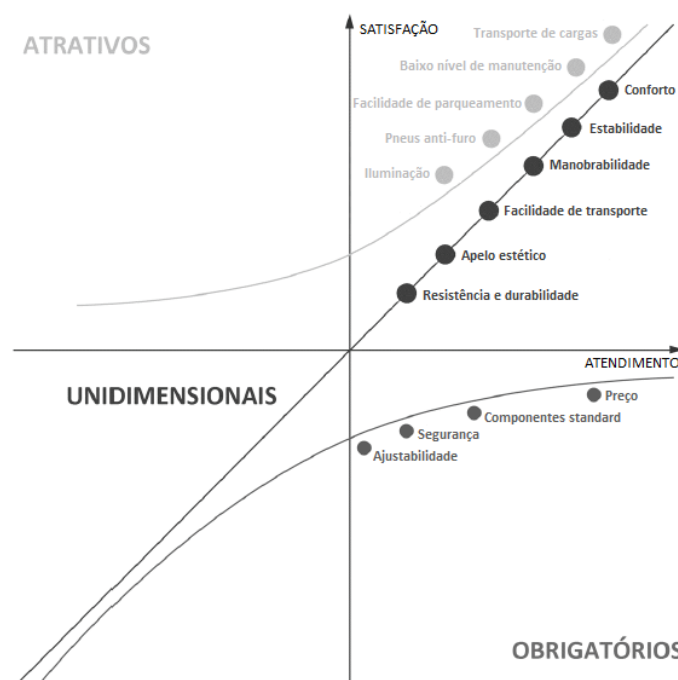 SATISFAÇÃO
ATRATIVOS
Transporte de cargas
Baixo nível de manutenção
Conforto
Facilidade de parqueamento
Estabilidade
Pneus anti-furo
Manobrabilidade
Iluminação
Facilidade de transporte
Apelo estético
Resistência e durabilidade
ATENDIMENTO
UNIDIMENSIONAIS
Preço
Componentes standard
Segurança
Ajustabilidade
OBRIGATÓRIOS